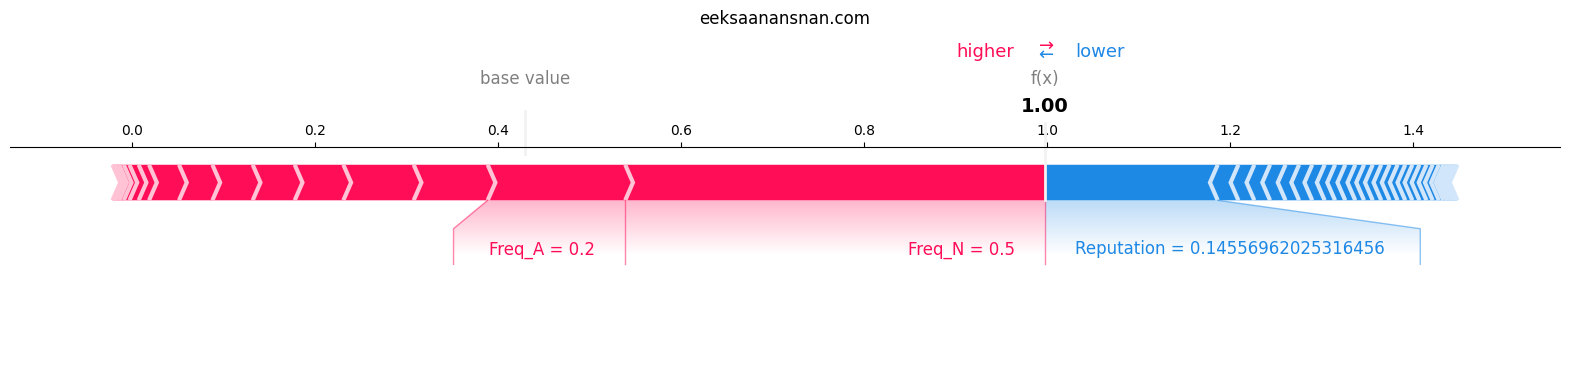 eeksaanansnan.com
higher ⇄ lower
base value f(x)
1.00
0.0 0.2 0.4 0.6 0.8 1.0 1.2 1.4
Freq_A = 0.2 Freq_N = 0.5 Reputation = 0.14556962025316456